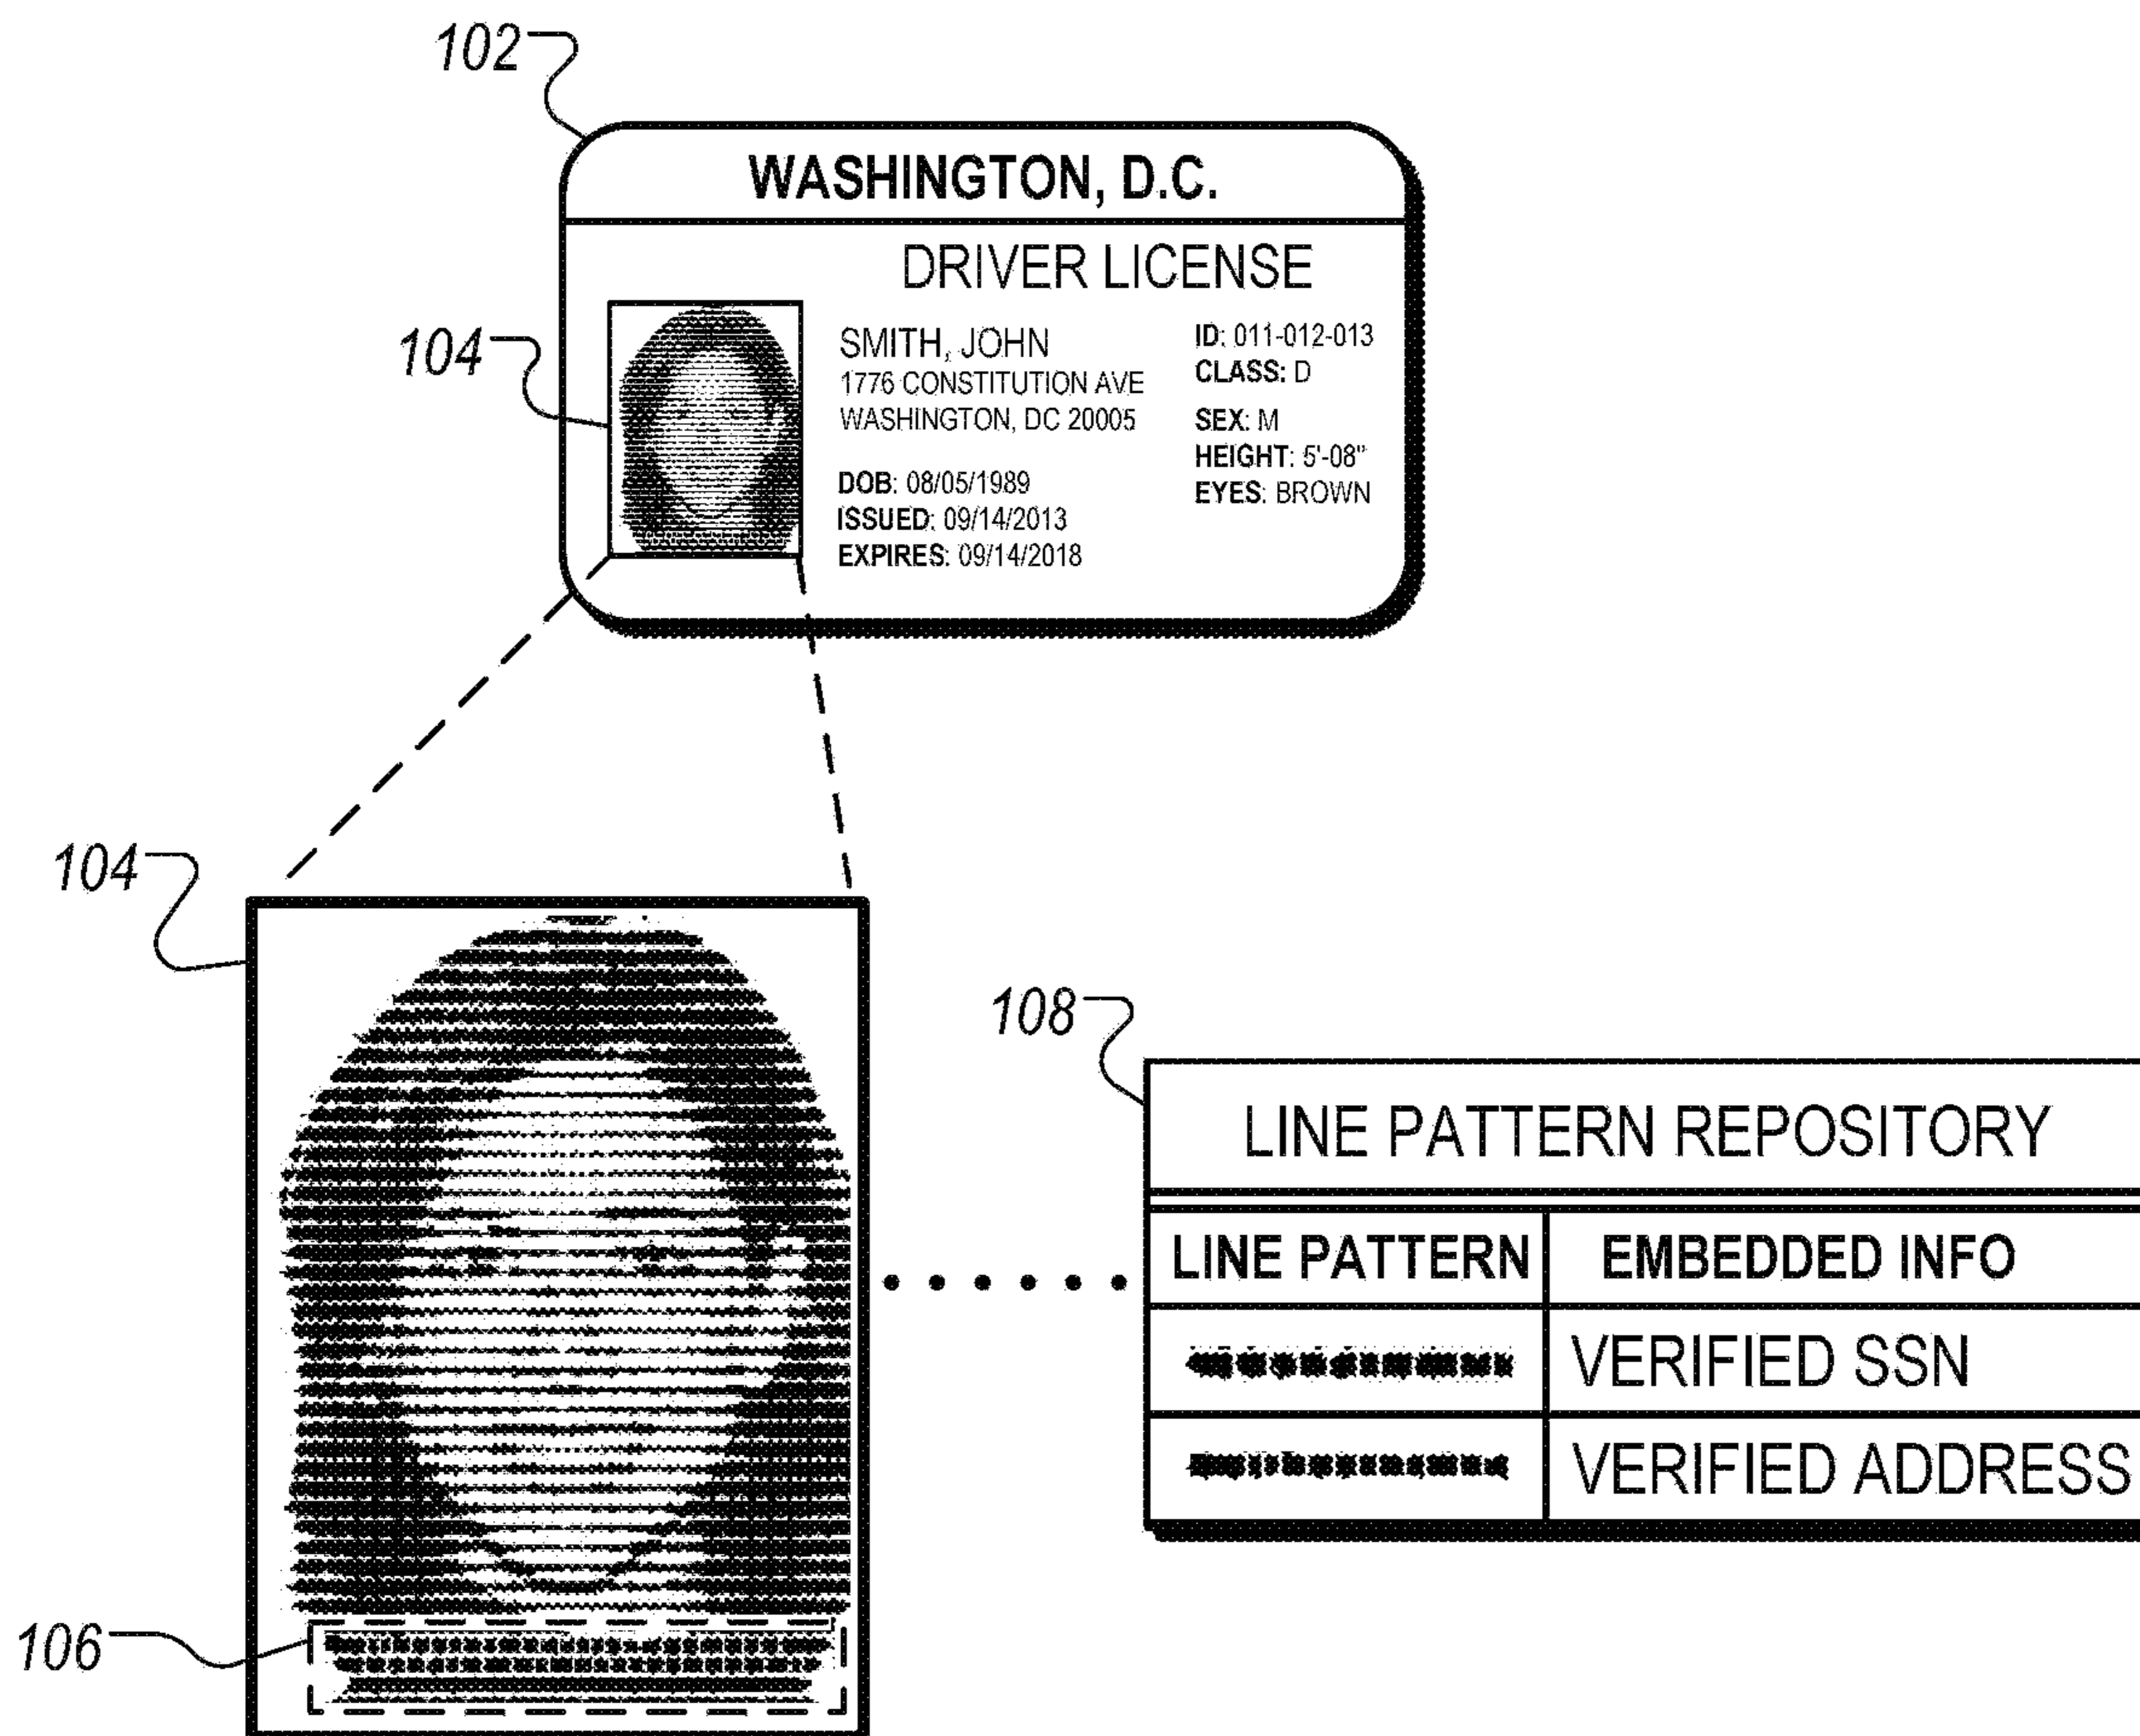 102
WASHINGTON, D.C.
DRIVER LICENSE
104
SMITH, JOHN
1776 CONSTITUTION AVE
WASHINGTON, DC 20005
DOB: 08/05/1989
ISSUED: 09/14/2013
EXPIRES: 09/14/2018
ID: 011-012-013
CLASS: D
SEX: M
HEIGHT: 5'-08"
EYES: BROWN
104
108
LINE PATTERN REPOSITORY
LINE PATTERN EMBEDDED INFO
VERIFIED SSN
VERIFIED ADDRESS
106